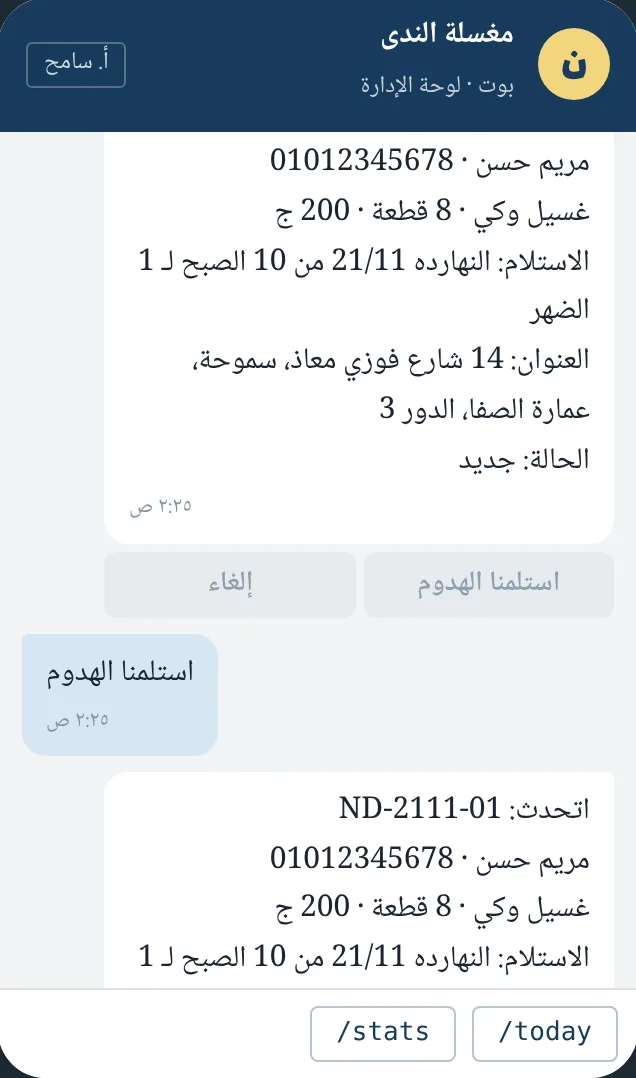 مغسلة الندى
بوت · لوحة الإدارة
ن
أ. سامح
مريم حسن · 01012345678
غسيل وكي · 8 قطعة · 200 ج
الاستلام: النهارده 21/11 من 10 الصبح لـ 1
الضهر
العنوان: 14 شارع فوزي معاذ، سموحة،
عمارة الصفا، الدور 3
الحالة: جديد
٢:٢٥ ص
استلمنا الهدوم
إلغاء
استلمنا الهدوم
٢:٢٥ ص
اتحدث: ND-2111-01
مريم حسن · 01012345678
غسيل وكي · 8 قطعة · 200 ج
الاستلام: النهارده 21/11 من 10 الصبح لـ 1
/today
/stats